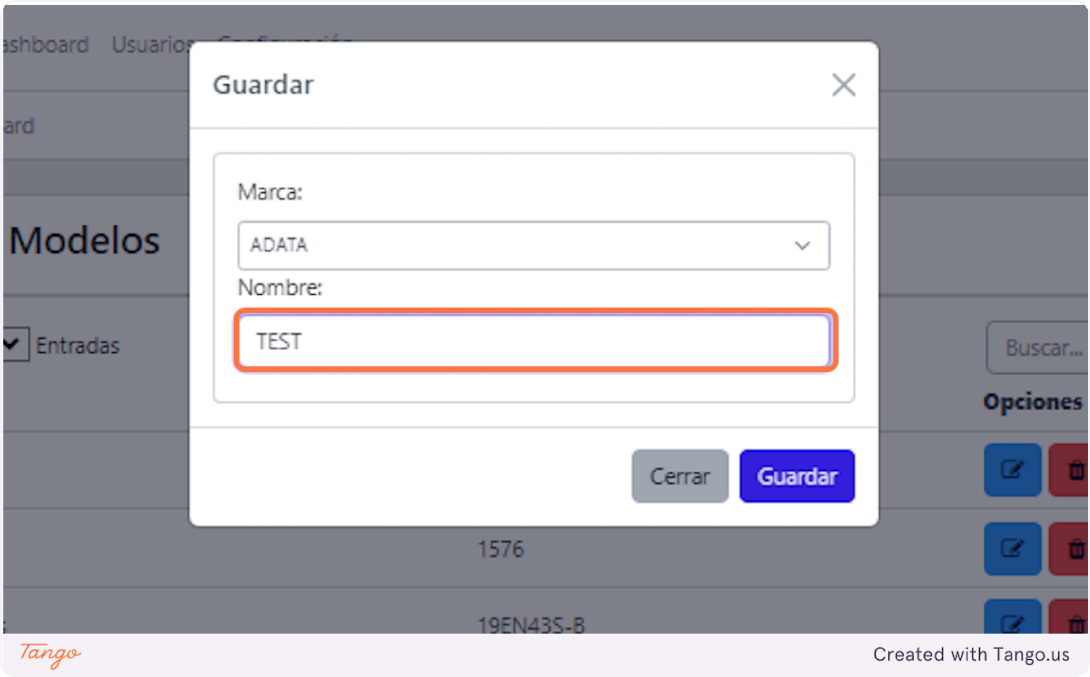 ashboard Usuarios Configuración
Guardar
ard
Marca:
Modelos
ADATA
Nombre:
TEST
Entradas
Buscar...
Opciones
Cerrar Guardar
1576
19EN43S-B
Tango
Created with Tango.us